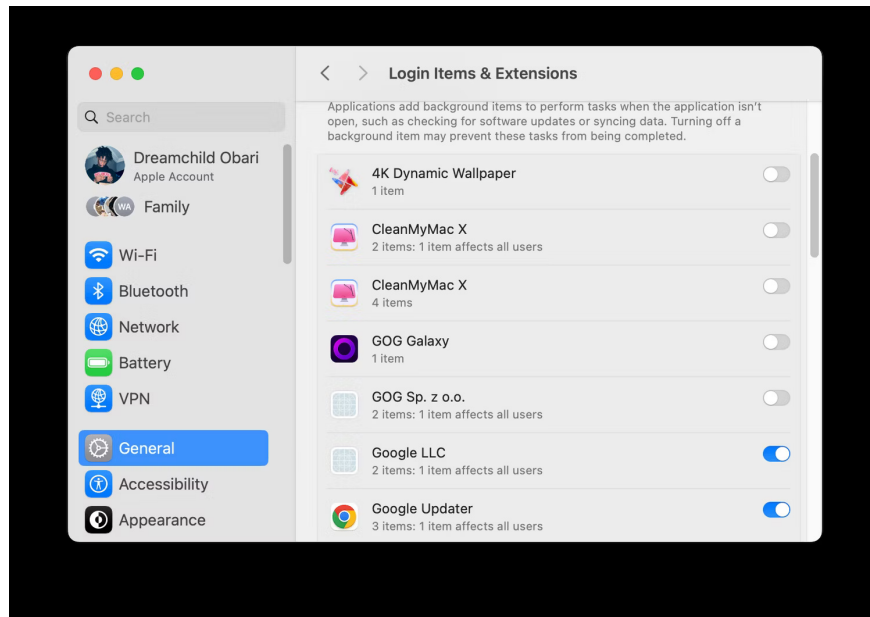 Login Items & Extensions
Search
Dreamchild Obari
Apple Account
WA
Family
Wi-Fi
Bluetooth
Network
Battery
VPN
General
Accessibility
Appearance
Applications add background items to perform tasks when the application isn't
open, such as checking for software updates or syncing data. Turning off a
background item may prevent these tasks from being completed.
4K Dynamic Wallpaper
1 item
CleanMyMac X
2 items: 1 item affects all users
CleanMyMac X
4 items
GOG Galaxy
1 item
GOG Sp. z o.o.
2 items: 1 item affects all users
Google LLC
2 items: 1 item affects all users
Google Updater
3 items: 1 item affects all users